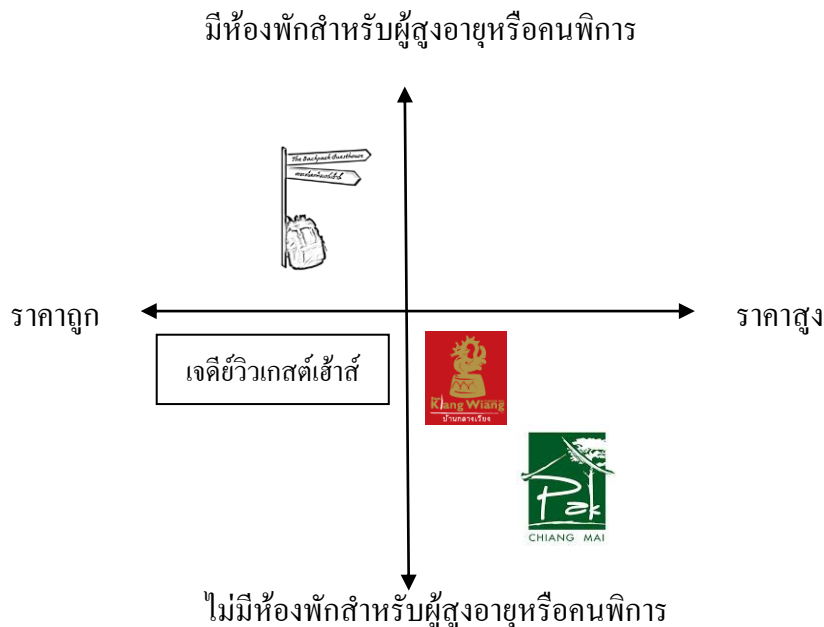 มีห้องพักสำหรับผู้สูงอายุหรือคนพิการ
The Backpack Guesthouse
ราคาถูก
ราคาสูง
เจดีย์วิวเกสต์เฮ้าส์
Klang Wiang
บ้านกลางเวียง
Pak
CHIANG MAI
ไม่มีห้องพักสำหรับผู้สูงอายุหรือคนพิการ